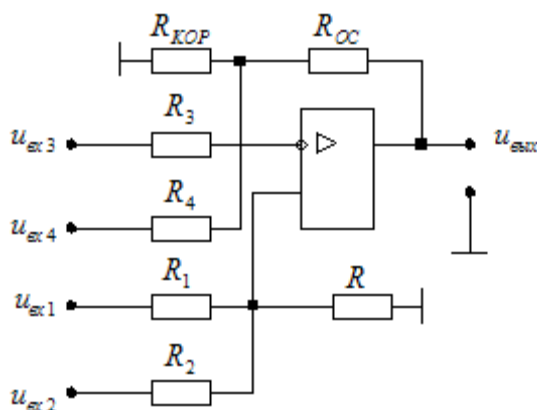 R_КОР R_ОС
R_3
u_вх3
u_вых
R_4
u_вх4
R_1 R
u_вх1
R_2
u_вх2